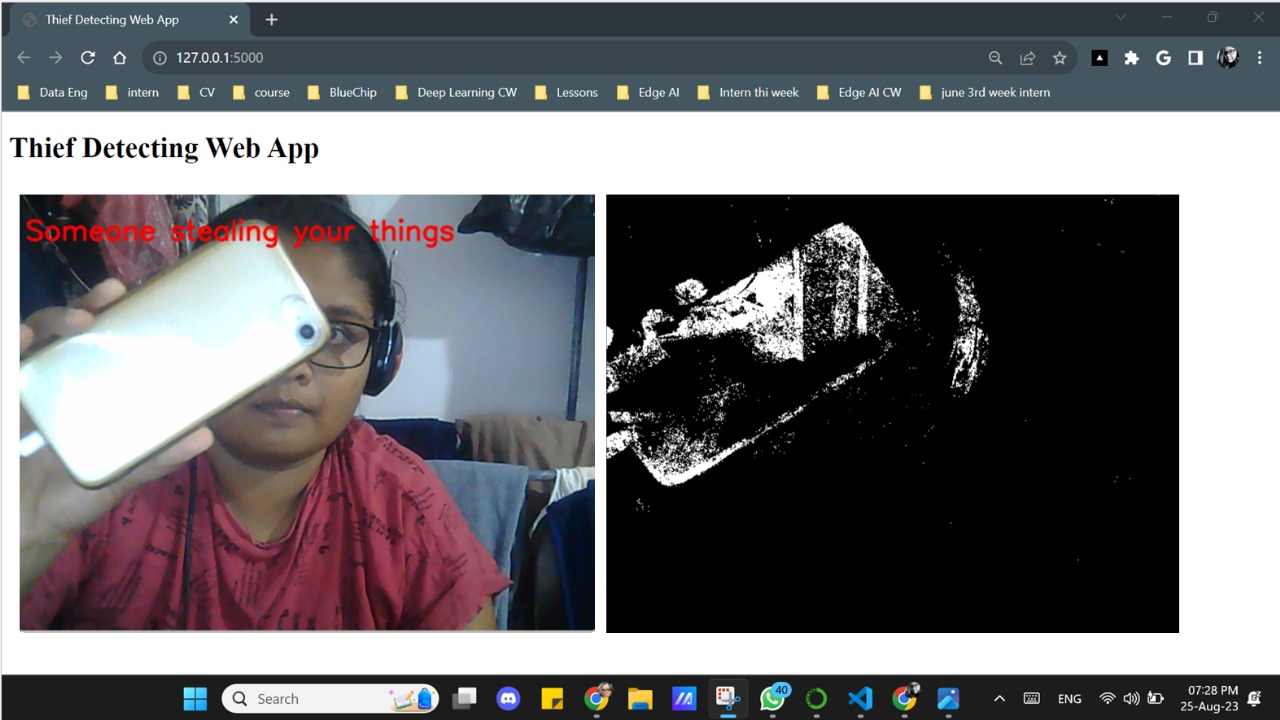 Thief Detecting Web App
127.0.0.1:5000
Data Eng intern CV course BlueChip Deep Learning CW Lessons Edge AI Intern thi week Edge AI CW june 3rd week intern
Thief Detecting Web App
Someone stealing your things
Search 40 ENG 07:28 PM
25-Aug-23